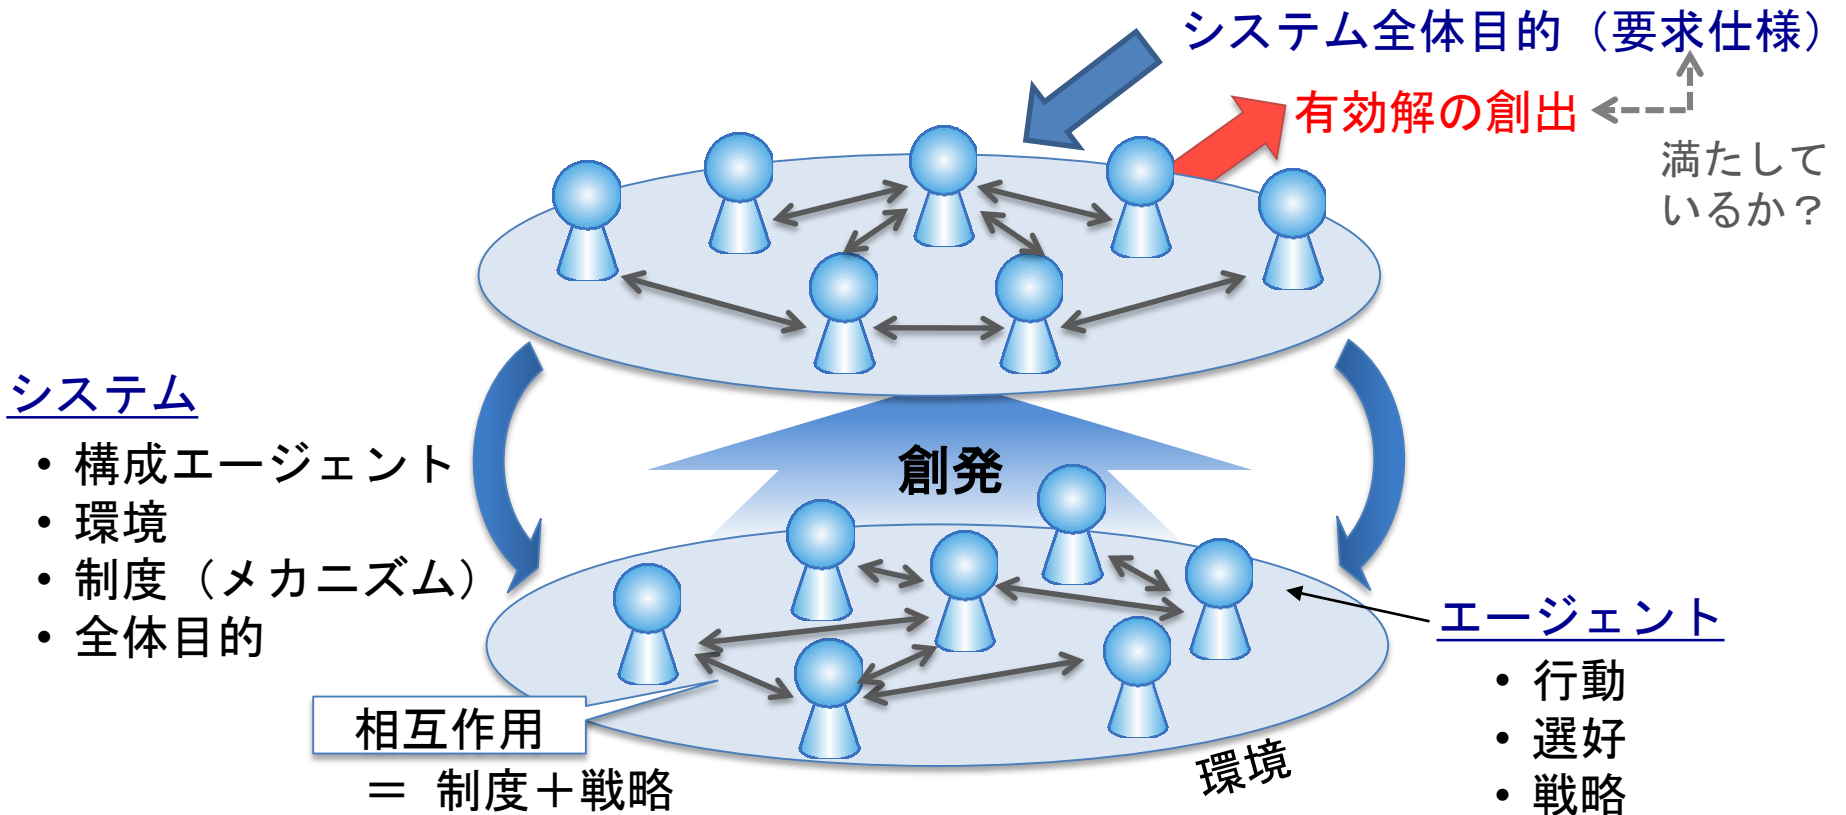 システム全体目的（要求仕様）
有効解の創出
満たして
いるか？
システム
• 構成エージェント
• 環境
• 制度（メカニズム）
• 全体目的
創発
エージェント
• 行動
• 選好
• 戦略
相互作用
＝ 制度＋戦略
環境